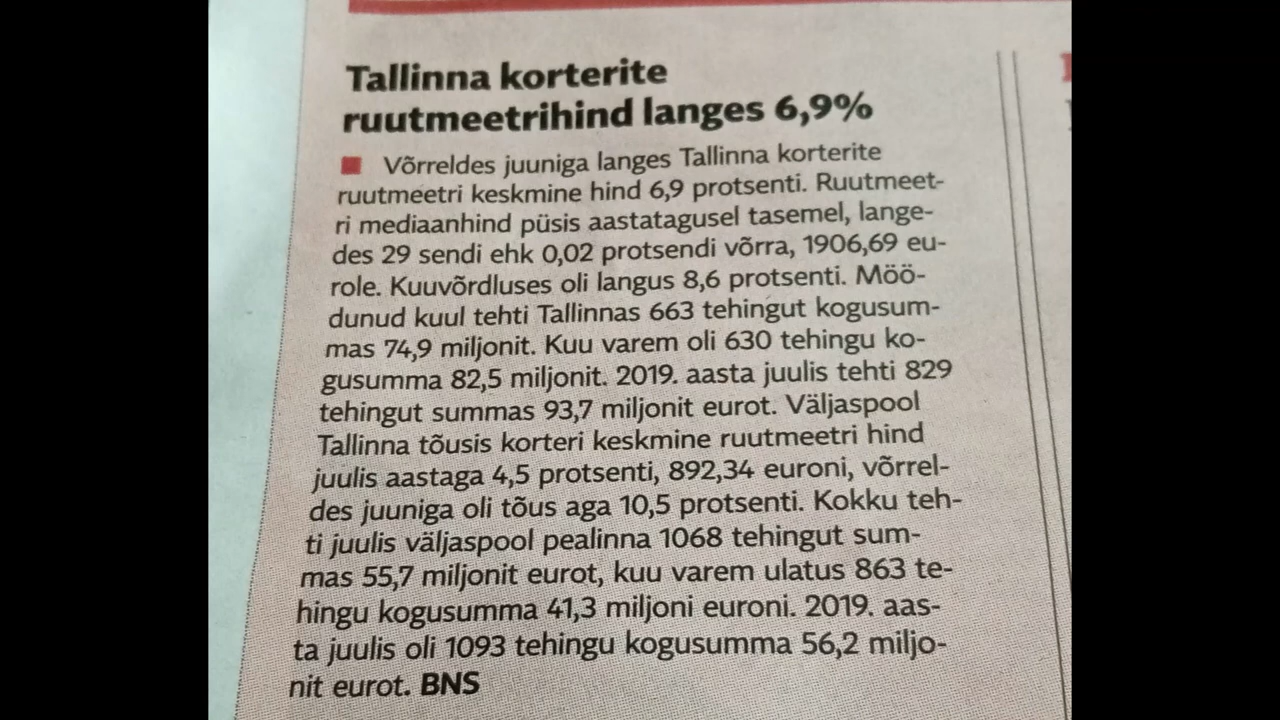 Tallinna korterite
ruutmeetrihind langes 6,9%
Võrreldes juuniga langes Tallinna korterite
ruutmeetri keskmine hind 6,9 protsenti. Ruutmeet-
ri mediaanhind püsis aastatagusel tasemel, lange-
des 29 sendi ehk 0,02 protsendi võrra, 1906,69 eu-
role. Kuuvõrdluses oli langus 8,6 protsenti. Möö-
dunud kuul tehti Tallinnas 663 tehingut kogusum-
mas 74,9 miljonit. Kuu varem oli 630 tehingu ko-
gusumma 82,5 miljonit. 2019. aasta juulis tehti 829
tehingut summas 93,7 miljonit eurot. Väljaspool
Tallinna tõusis korteri keskmine ruutmeetri hind
juulis aastaga 4,5 protsenti, 892,34 euroni, võrrel-
des juuniga oli tõus aga 10,5 protsenti. Kokku teh-
ti juulis väljaspool pealinna 1068 tehingut sum-
mas 55,7 miljonit eurot, kuu varem ulatus 863 te-
hingu kogusumma 41,3 miljoni euroni. 2019. aas-
ta juulis oli 1093 tehingu kogusumma 56,2 miljo-
nit eurot. BNS